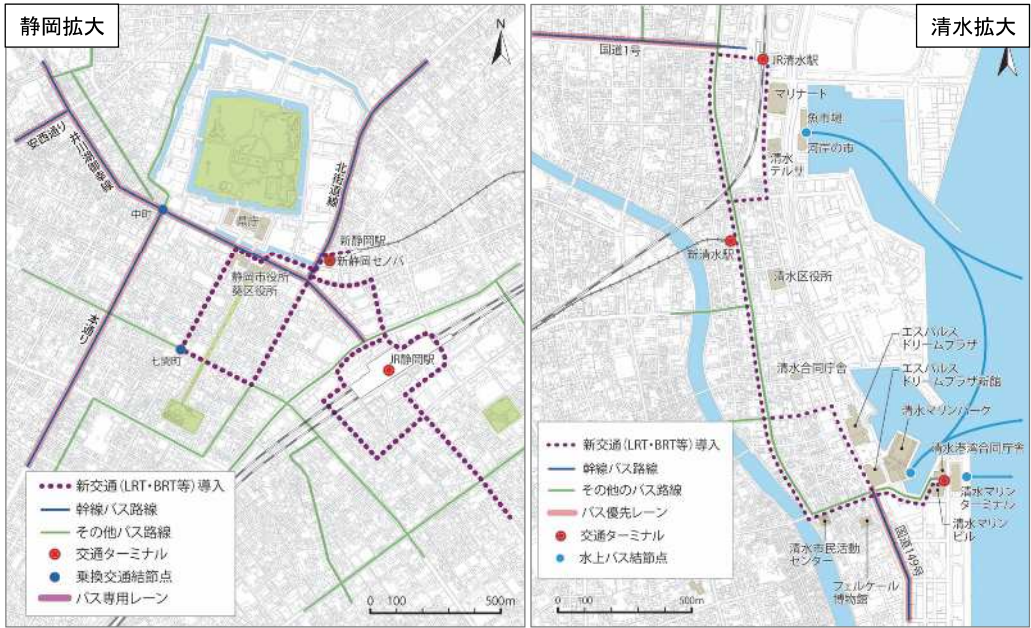 静岡拡大
N
安西通り
井川湖御幸線
北街道線
中町
県庁
新静岡駅
新静岡セノバ
静岡市役所
葵区役所
本通り
七間町
JR静岡駅
新交通(LRT・BRT等)導入
幹線バス路線
その他バス路線
交通ターミナル
乗換交通結節点
バス専用レーン
0 100 500m
清水拡大
国道1号
JR清水駅
マリナート
魚市場
河岸の市
清水
テルサ
新清水駅
清水区役所
エスパルス
ドリームプラザ
清水合同庁舎
エスパルス
ドリームプラザ新館
清水マリンパーク
清水港湾合同庁舎
清水マリン
ターミナル
清水マリン
ビル
清水市民活動
センター
国道149号
フェルケール
博物館
新交通(LRT・BRT等)導入
幹線バス路線
その他のバス路線
バス優先レーン
交通ターミナル
水上バス結節点
0 100 500m